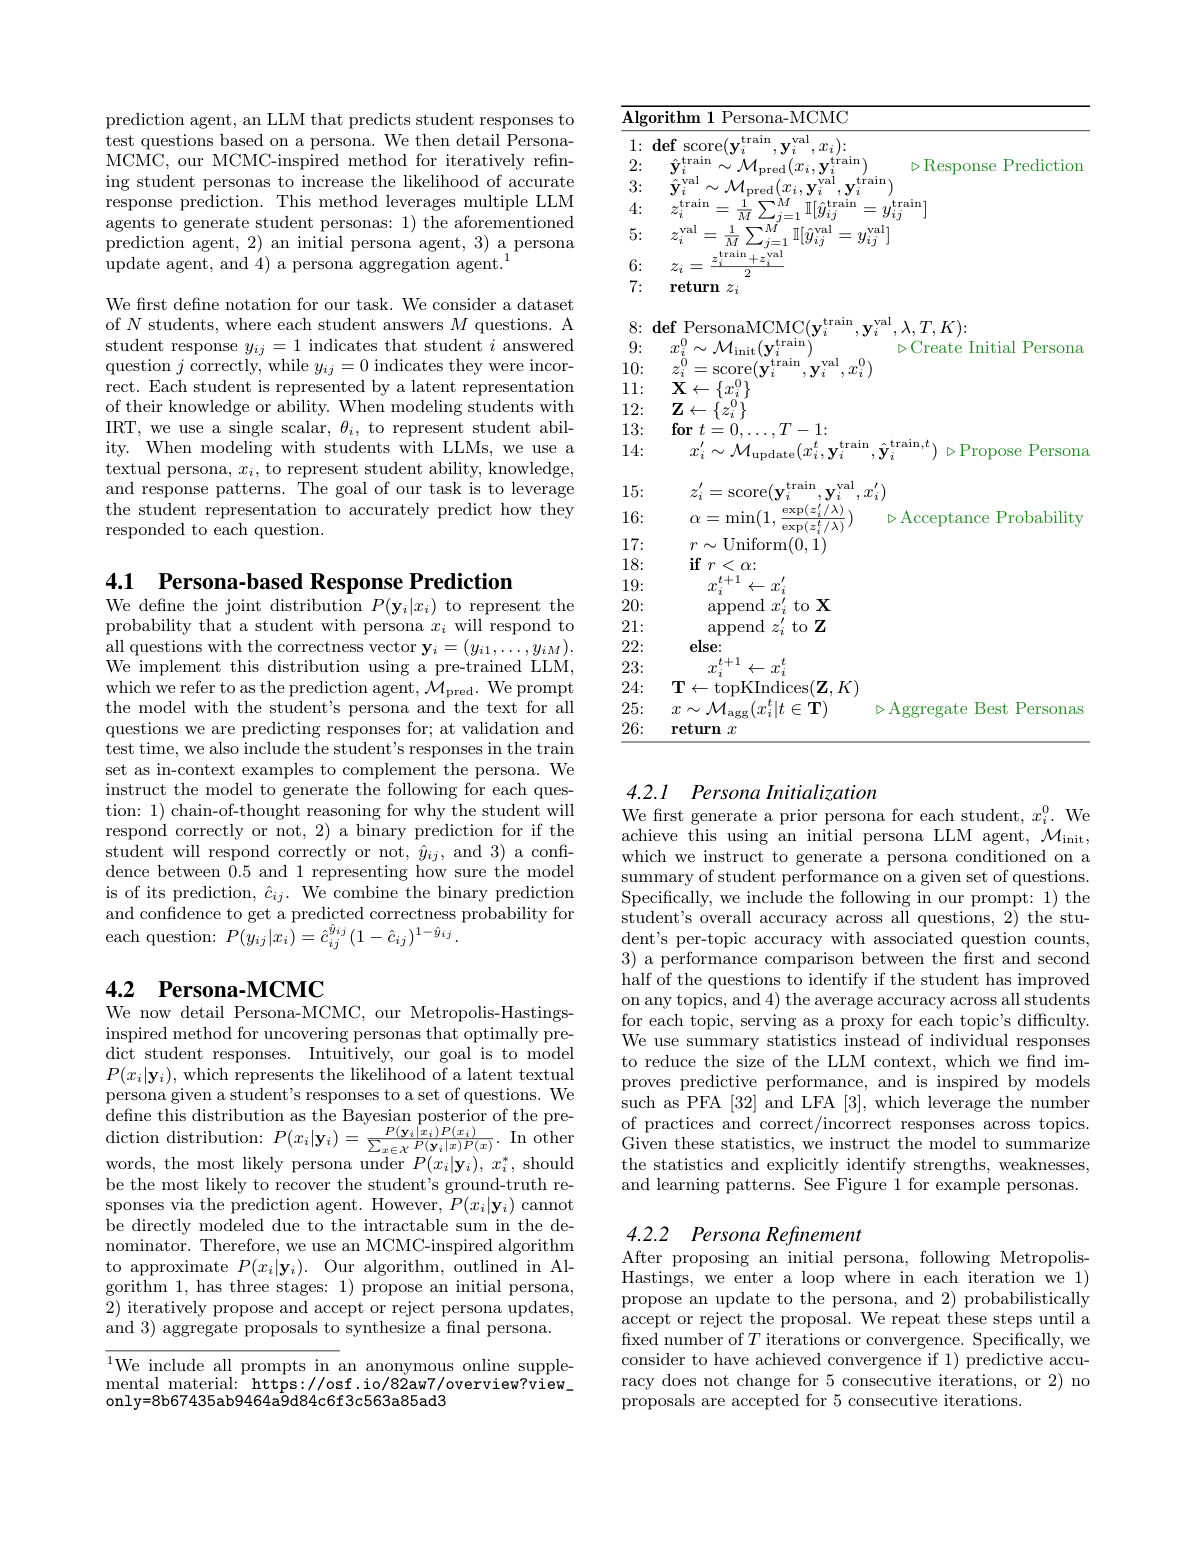 prediction agent, an LLM that predicts student responses to
test questions based on a persona. We then detail Persona-
MCMC, our MCMC-inspired method for iteratively refin-
ing student personas to increase the likelihood of accurate
response prediction. This method leverages multiple LLM
agents to generate student personas: 1) the aforementioned
prediction agent, 2) an initial persona agent, 3) a persona
update agent, and 4) a persona aggregation agent.¹
We first define notation for our task. We consider a dataset
of N students, where each student answers M questions. A
student response y_{ij} = 1 indicates that student i answered
question j correctly, while y_{ij} = 0 indicates they were incor-
rect. Each student is represented by a latent representation
of their knowledge or ability. When modeling students with
IRT, we use a single scalar, θ_i, to represent student abil-
ity. When modeling with students with LLMs, we use a
textual persona, x_i, to represent student ability, knowledge,
and response patterns. The goal of our task is to leverage
the student representation to accurately predict how they
responded to each question.
4.1 Persona-based Response Prediction
We define the joint distribution P(y_i|x_i) to represent the
probability that a student with persona x_i will respond to
all questions with the correctness vector y_i = (y_{i1}, . . . , y_{iM}).
We implement this distribution using a pre-trained LLM,
which we refer to as the prediction agent, M_pred. We prompt
the model with the student's persona and the text for all
questions we are predicting responses for; at validation and
test time, we also include the student's responses in the train
set as in-context examples to complement the persona. We
instruct the model to generate the following for each ques-
tion: 1) chain-of-thought reasoning for why the student will
respond correctly or not, 2) a binary prediction for if the
student will respond correctly or not, ŷ_{ij}, and 3) a confi-
dence between 0.5 and 1 representing how sure the model
is of its prediction, ĉ_{ij}. We combine the binary prediction
and confidence to get a predicted correctness probability for
each question: P(y_{ij}|x_i) = ĉ_{ij}^{ŷ_{ij}}(1 − ĉ_{ij})^{1−ŷ_{ij}}.
4.2 Persona-MCMC
We now detail Persona-MCMC, our Metropolis-Hastings-
inspired method for uncovering personas that optimally pre-
dict student responses. Intuitively, our goal is to model
P(x_i|y_i), which represents the likelihood of a latent textual
persona given a student's responses to a set of questions. We
define this distribution as the Bayesian posterior of the pre-
diction distribution: P(x_i|y_i) = \frac{P(y_i|x_i)P(x_i)}{\sum_{x∈X} P(y_i|x)P(x)}. In other
words, the most likely persona under P(x_i|y_i), x_i^*, should
be the most likely to recover the student's ground-truth re-
sponses via the prediction agent. However, P(x_i|y_i) cannot
be directly modeled due to the intractable sum in the de-
nominator. Therefore, we use an MCMC-inspired algorithm
to approximate P(x_i|y_i). Our algorithm, outlined in Al-
gorithm 1, has three stages: 1) propose an initial persona,
2) iteratively propose and accept or reject persona updates,
and 3) aggregate proposals to synthesize a final persona.
¹We include all prompts in an anonymous online supple-
mental material: https://osf.io/82aw7/overview?view_
only=8b67435ab9464a9d84c6f3c563a85ad3
Algorithm 1 Persona-MCMC
1: def score(y_i^train, y_i^val, x_i):
2: ŷ_i^train ∼ M_pred(x_i, y_i^train) ▷ Response Prediction
3: ŷ_i^val ∼ M_pred(x_i, y_i^val, y_i^train)
4: z_i^train = \frac{1}{M} \sum_{j=1}^{M} 𝕀[ŷ_{ij}^train = y_{ij}^train]
5: z_i^val = \frac{1}{M} \sum_{j=1}^{M} 𝕀[ŷ_{ij}^val = y_{ij}^val]
6: z_i = \frac{z_i^train + z_i^val}{2}
7: return z_i
8: def PersonaMCMC(y_i^train, y_i^val, λ, T, K):
9: x_i^0 ∼ M_init(y_i^train) ▷ Create Initial Persona
10: z_i^0 = score(y_i^train, y_i^val, x_i^0)
11: X ← {x_i^0}
12: Z ← {z_i^0}
13: for t = 0, . . . , T − 1:
14: x_i′ ∼ M_update(x_i^t, y_i^train, ŷ_i^{train,t}) ▷ Propose Persona
15: z_i′ = score(y_i^train, y_i^val, x_i′)
16: α = min(1, \frac{exp(z_i′/λ)}{exp(z_i^t/λ)}) ▷ Acceptance Probability
17: r ∼ Uniform(0, 1)
18: if r < α:
19: x_i^{t+1} ← x_i′
20: append x_i′ to X
21: append z_i′ to Z
22: else:
23: x_i^{t+1} ← x_i^t
24: T ← topKIndices(Z, K)
25: x ∼ M_agg(x_i^t|t ∈ T) ▷ Aggregate Best Personas
26: return x
4.2.1 Persona Initialization
We first generate a prior persona for each student, x_i^0. We
achieve this using an initial persona LLM agent, M_init,
which we instruct to generate a persona conditioned on a
summary of student performance on a given set of questions.
Specifically, we include the following in our prompt: 1) the
student's overall accuracy across all questions, 2) the stu-
dent's per-topic accuracy with associated question counts,
3) a performance comparison between the first and second
half of the questions to identify if the student has improved
on any topics, and 4) the average accuracy across all students
for each topic, serving as a proxy for each topic's difficulty.
We use summary statistics instead of individual responses
to reduce the size of the LLM context, which we find im-
proves predictive performance, and is inspired by models
such as PFA [32] and LFA [3], which leverage the number
of practices and correct/incorrect responses across topics.
Given these statistics, we instruct the model to summarize
the statistics and explicitly identify strengths, weaknesses,
and learning patterns. See Figure 1 for example personas.
4.2.2 Persona Refinement
After proposing an initial persona, following Metropolis-
Hastings, we enter a loop where in each iteration we 1)
propose an update to the persona, and 2) probabilistically
accept or reject the proposal. We repeat these steps until a
fixed number of T iterations or convergence. Specifically, we
consider to have achieved convergence if 1) predictive accu-
racy does not change for 5 consecutive iterations, or 2) no
proposals are accepted for 5 consecutive iterations.